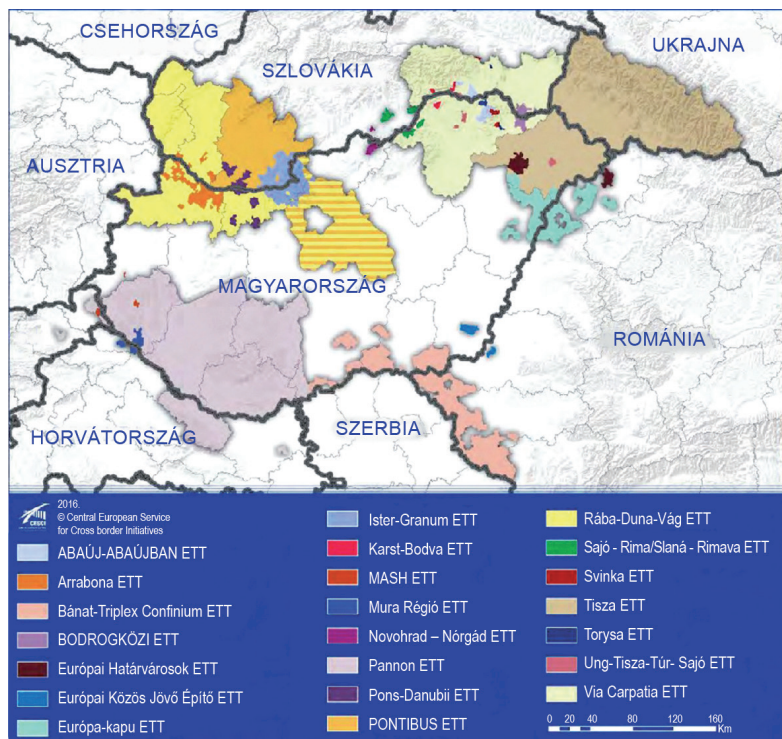 CSEHORSZÁG
UKRAJNA
SZLOVÁKIA
AUSZTRIA
MAGYARORSZÁG
ROMÁNIA
HORVÁTORSZÁG
SZERBIA
CESCI
2016.
© Central European Service
for Cross border Initiatives
ABAÚJ-ABAÚJBAN ETT
Arrabona ETT
Bánat-Triplex Confinium ETT
BODROGKÖZI ETT
Európai Határvárosok ETT
Európai Közös Jövő Építő ETT
Európa-kapu ETT
Ister-Granum ETT
Karst-Bodva ETT
MASH ETT
Mura Régió ETT
Novohrad – Nórgád ETT
Pannon ETT
Pons-Danubii ETT
PONTIBUS ETT
Rába-Duna-Vág ETT
Sajó - Rima/Slaná - Rimava ETT
Svinka ETT
Tisza ETT
Torysa ETT
Ung-Tisza-Túr- Sajó ETT
Via Carpatia ETT
0 20 40 80 120 160
Km